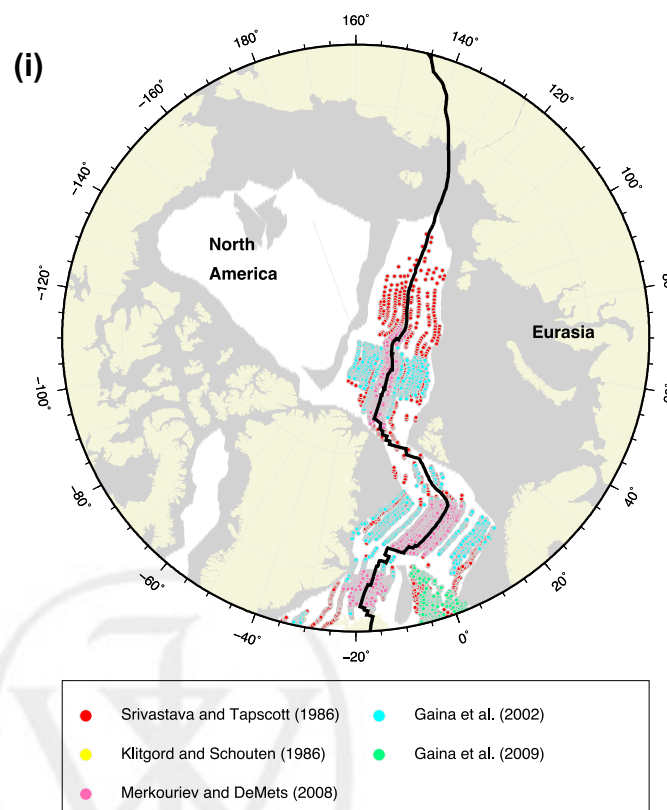 (i)
160°
180°
140°
-160°
120°
-140°
100°
North
America
-120°
Eurasia
-100°
-80°
40°
-60°
20°
-40°
0°
-20°
Srivastava and Tapscott (1986)
Gaina et al. (2002)
Klitgord and Schouten (1986)
Gaina et al. (2009)
Merkouriev and DeMets (2008)